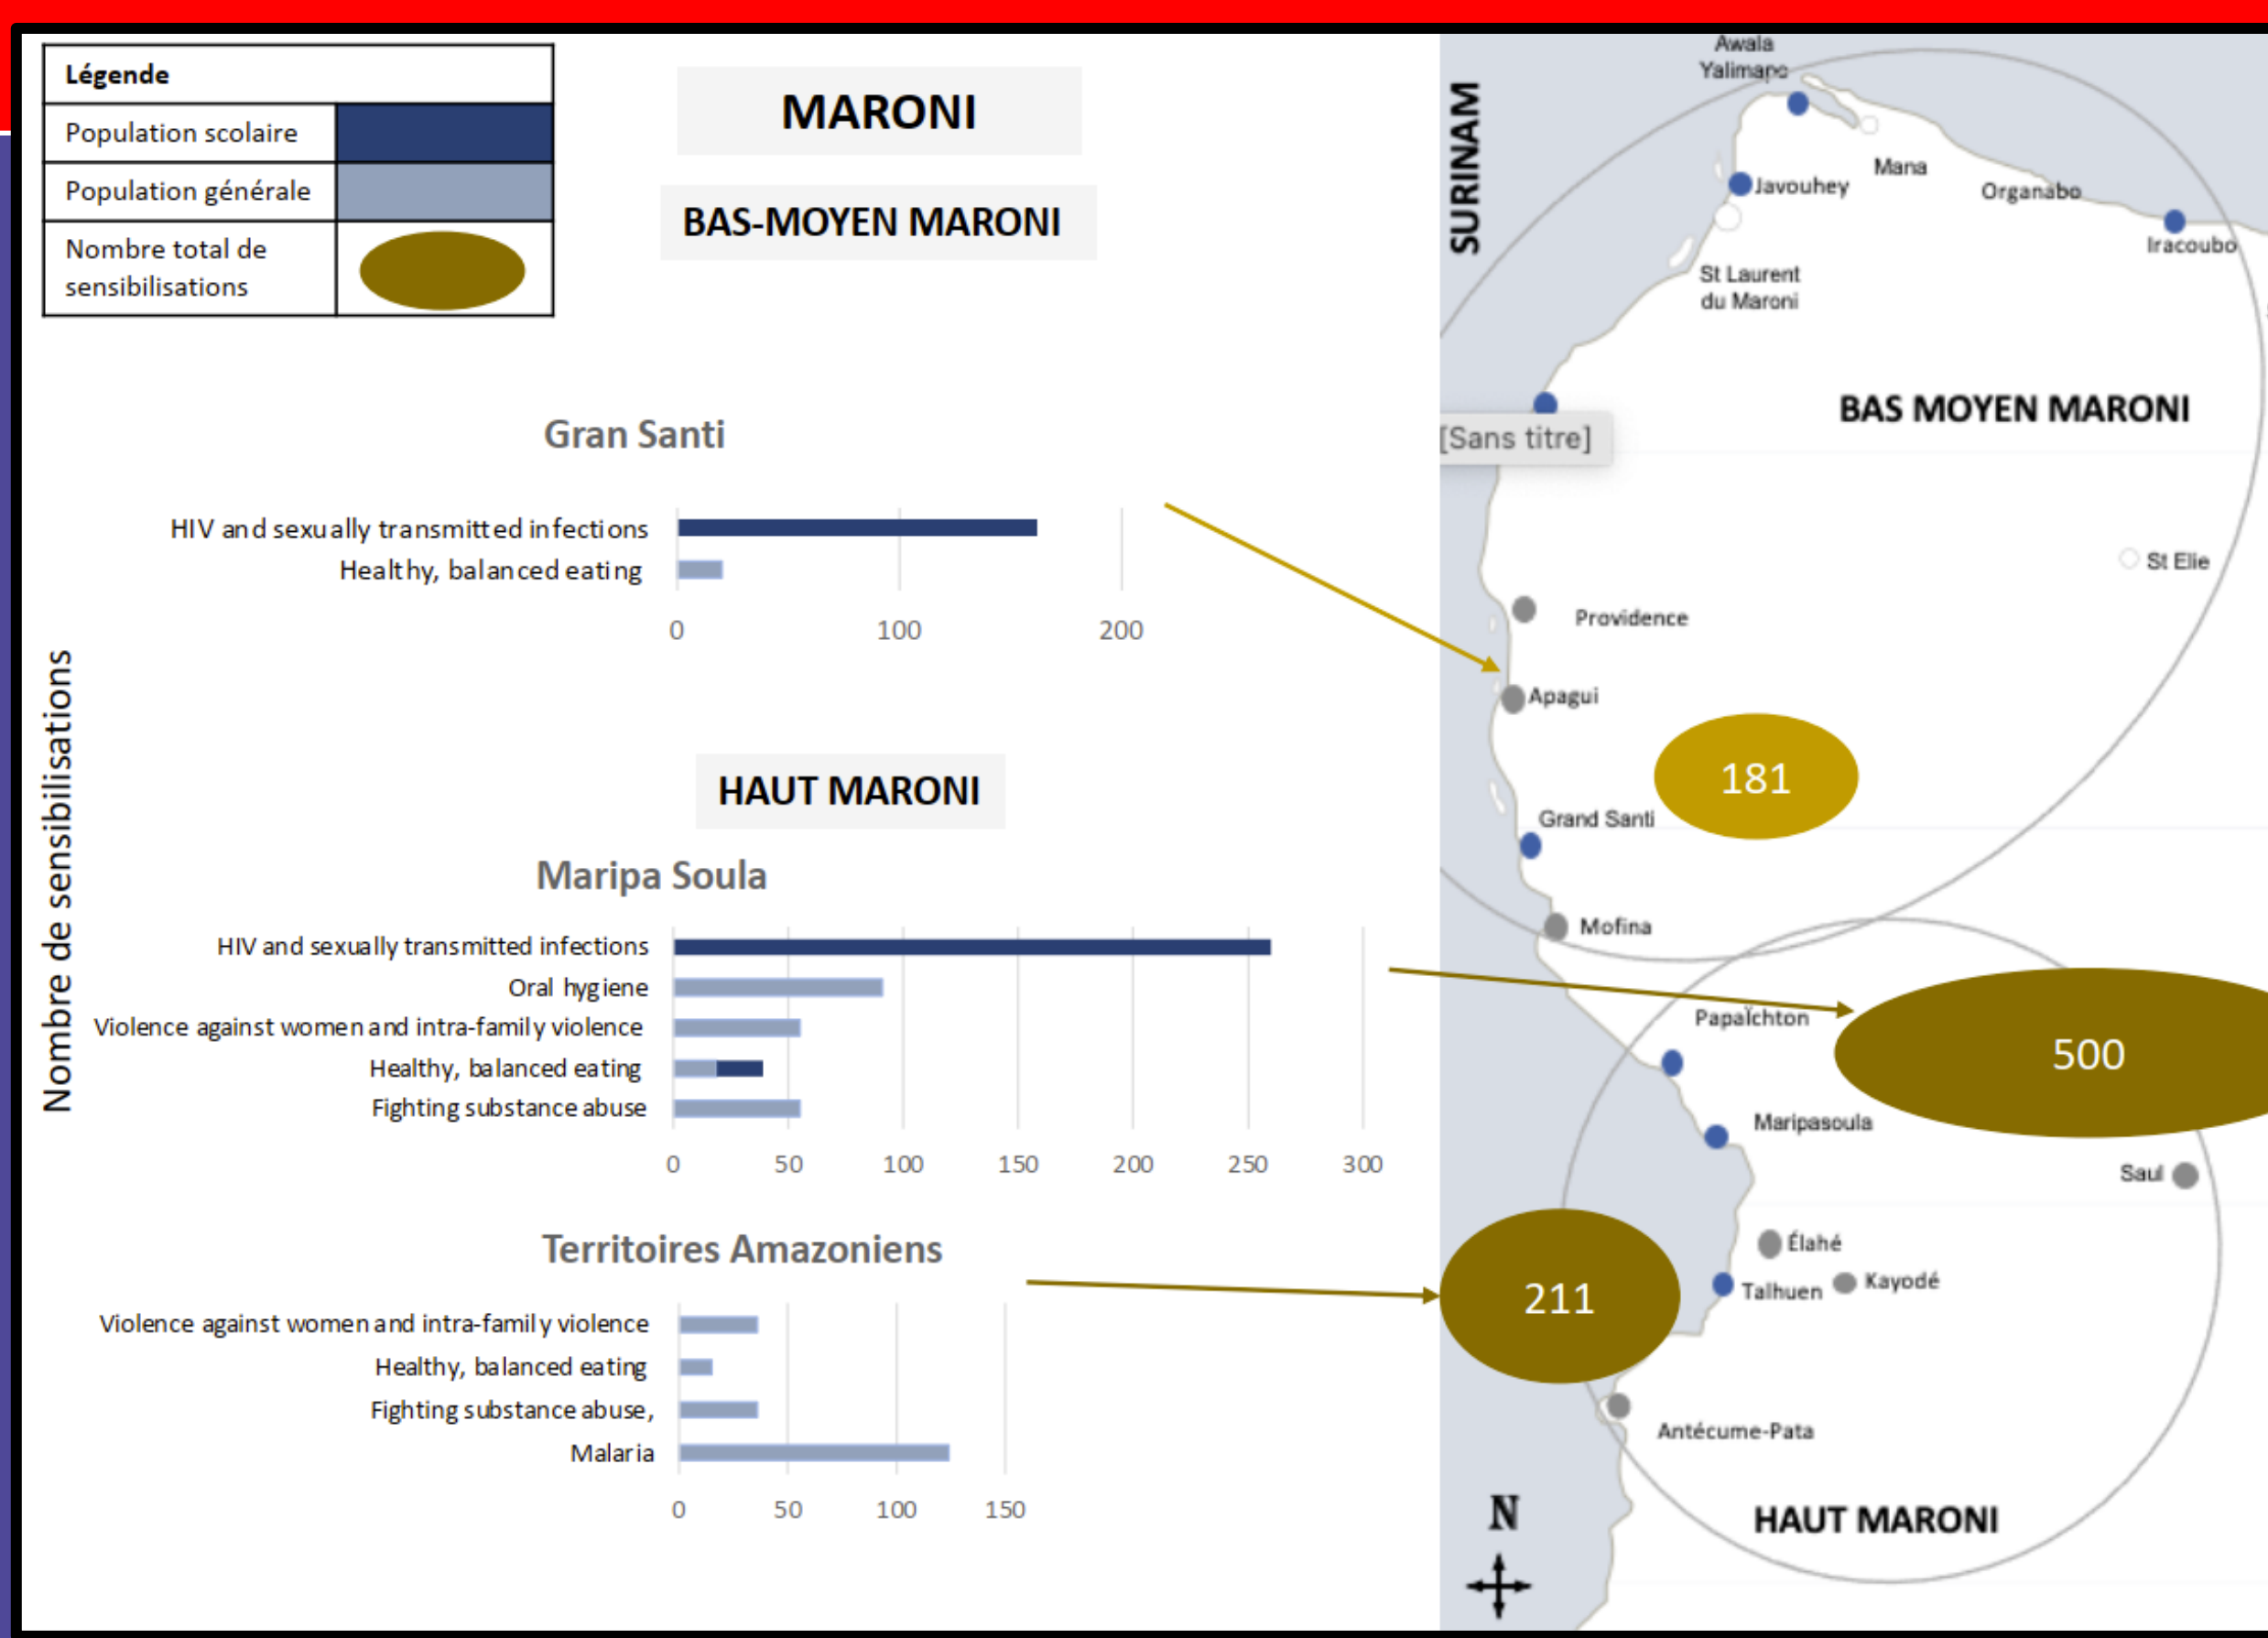 Légende
Population scolaire
Population générale
Nombre total de
sensibilisations
MARONI
BAS-MOYEN MARONI
Nombre de sensibilisations
Gran Santi
HIV and sexually transmitted infections
Healthy, balanced eating
0 100 200
HAUT MARONI
Maripa Soula
HIV and sexually transmitted infections
Oral hygiene
Violence against women and intra-family violence
Healthy, balanced eating
Fighting substance abuse
0 50 100 150 200 250 300
Territoires Amazoniens
Violence against women and intra-family violence
Healthy, balanced eating
Fighting substance abuse,
Malaria
0 50 100 150
SURINAM
Awala
Yalimapo
Javouhey
Mana
Organabo
Iracoubo
St Laurent
du Maroni
BAS MOYEN MARONI
[Sans titre]
St Elie
Providence
Apagui
181
Grand Santi
Mofina
Papaïchton
500
Maripasoula
Saul
Élahé
Talhuen
Kayodé
211
Antécume-Pata
N
HAUT MARONI